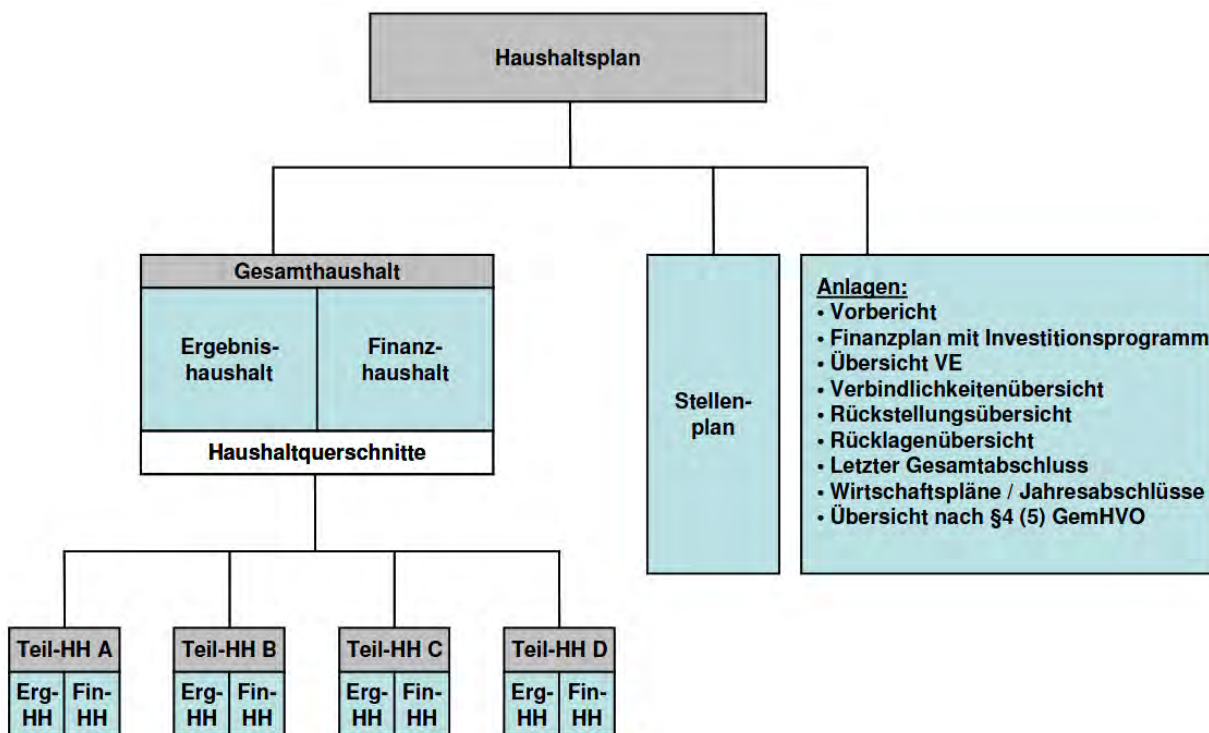 Haushaltsplan
Gesamthaushalt
Ergebnis-
haushalt
Finanz-
haushalt
Haushaltquerschnitte
Stellen-
plan
Anlagen:
• Vorbericht
• Finanzplan mit Investitionsprogramm
• Übersicht VE
• Verbindlichkeitenübersicht
• Rückstellungsübersicht
• Rücklagenübersicht
• Letzter Gesamtabschluss
• Wirtschaftspläne / Jahresabschlüsse
• Übersicht nach §4 (5) GemHVO
Teil-HH A
Erg-
HH
Fin-
HH
Teil-HH B
Erg-
HH
Fin-
HH
Teil-HH C
Erg-
HH
Fin-
HH
Teil-HH D
Erg-
HH
Fin-
HH